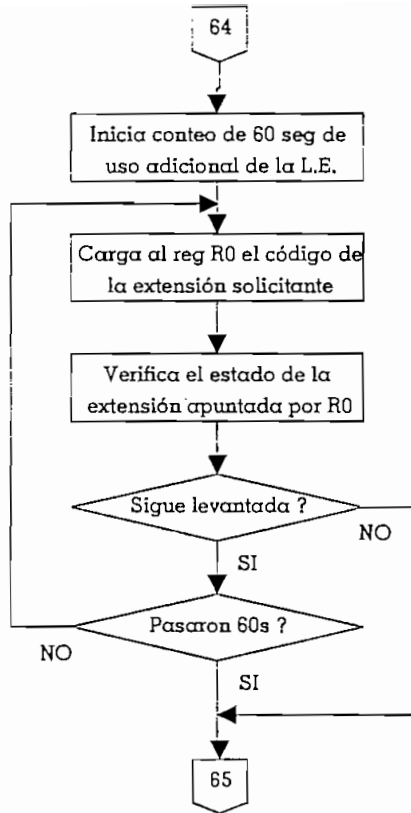 64
Inicia conteo de 60 seg de
uso adicional de la L.E.
Carga al reg R0 el código de
la extensión solicitante
Verifica el estado de la
extensión apuntada por R0
Sigue levantada ?
NO
SI
Pasaron 60s ?
NO
SI
65